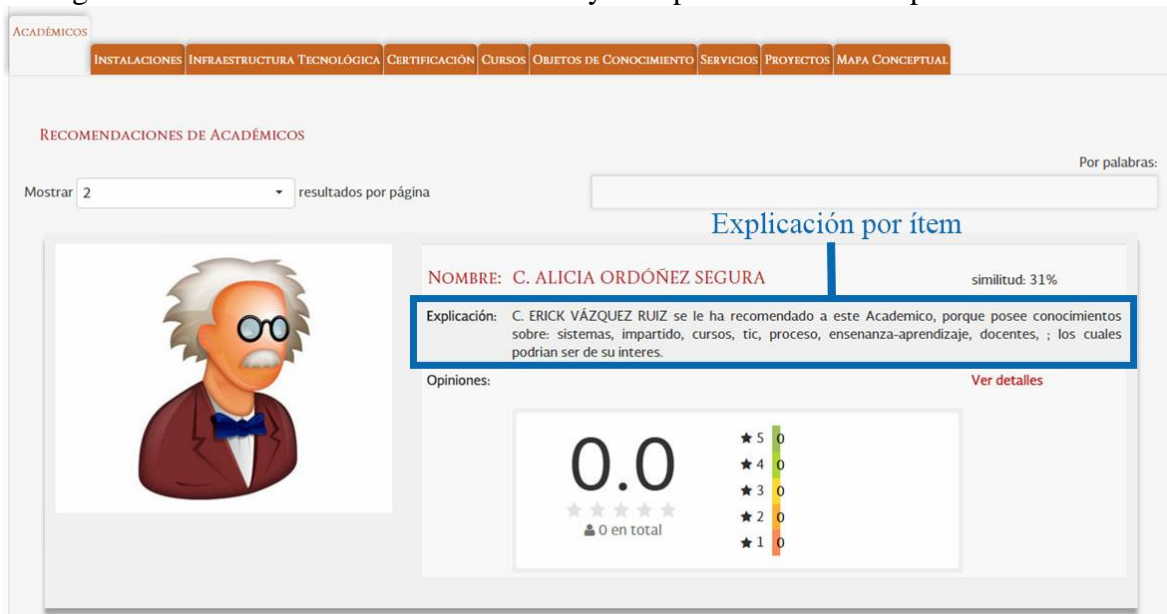 ACADÉMICOS
INSTALACIONES INFRAESTRUCTURA TECNOLÓGICA CERTIFICACIÓN CURSOS OBJETOS DE CONOCIMIENTO SERVICIOS PROYECTOS MAPA CONCEPTUAL
RECOMENDACIONES DE ACADÉMICOS
Por palabras:
Mostrar 2 resultados por página
Explicación por ítem
NOMBRE: C. ALICIA ORDÓÑEZ SEGURA similitud: 31%
Explicación: C. ERICK VÁZQUEZ RUIZ se le ha recomendado a este Academico, porque posee conocimientos
sobre: sistemas, impartido, cursos, tic, proceso, ensenanza-aprendizaje, docentes, ; los cuales
podrian ser de su interes.
Opiniones: Ver detalles
0.0
0 en total
★ 5 0
★ 4 0
★ 3 0
★ 2 0
★ 1 0